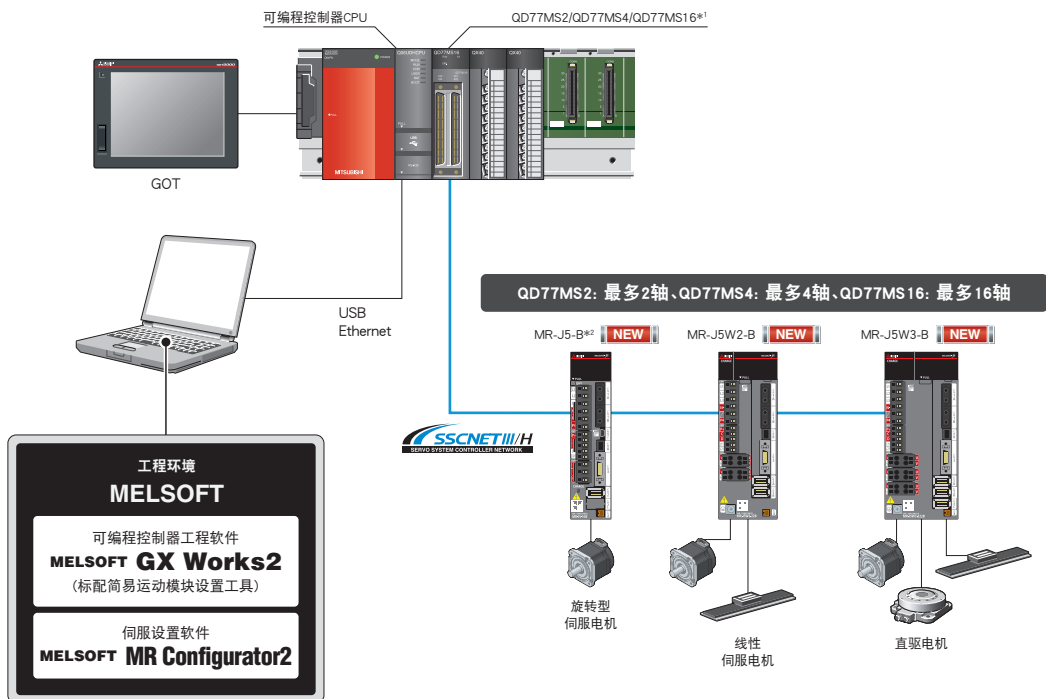 可编程控制器CPU
QD77MS2/QD77MS4/QD77MS16*1
QD77MS16
QX40
QX40
POWER
MITSUBISHI
USB
GOT
USB
Ethernet
QD77MS2: 最多2轴、QD77MS4: 最多4轴、QD77MS16: 最多16轴
MR-J5-B*2 NEW
MR-J5W2-B NEW
MR-J5W3-B NEW
SSCNETIII/H
SERVO SYSTEM CONTROLLER NETWORK
工程环境
MELSOFT
可编程控制器工程软件
MELSOFT GX Works2
(标配简易运动模块设置工具)
伺服设置软件
MELSOFT MR Configurator2
旋转型
伺服电机
线性
伺服电机
直驱电机